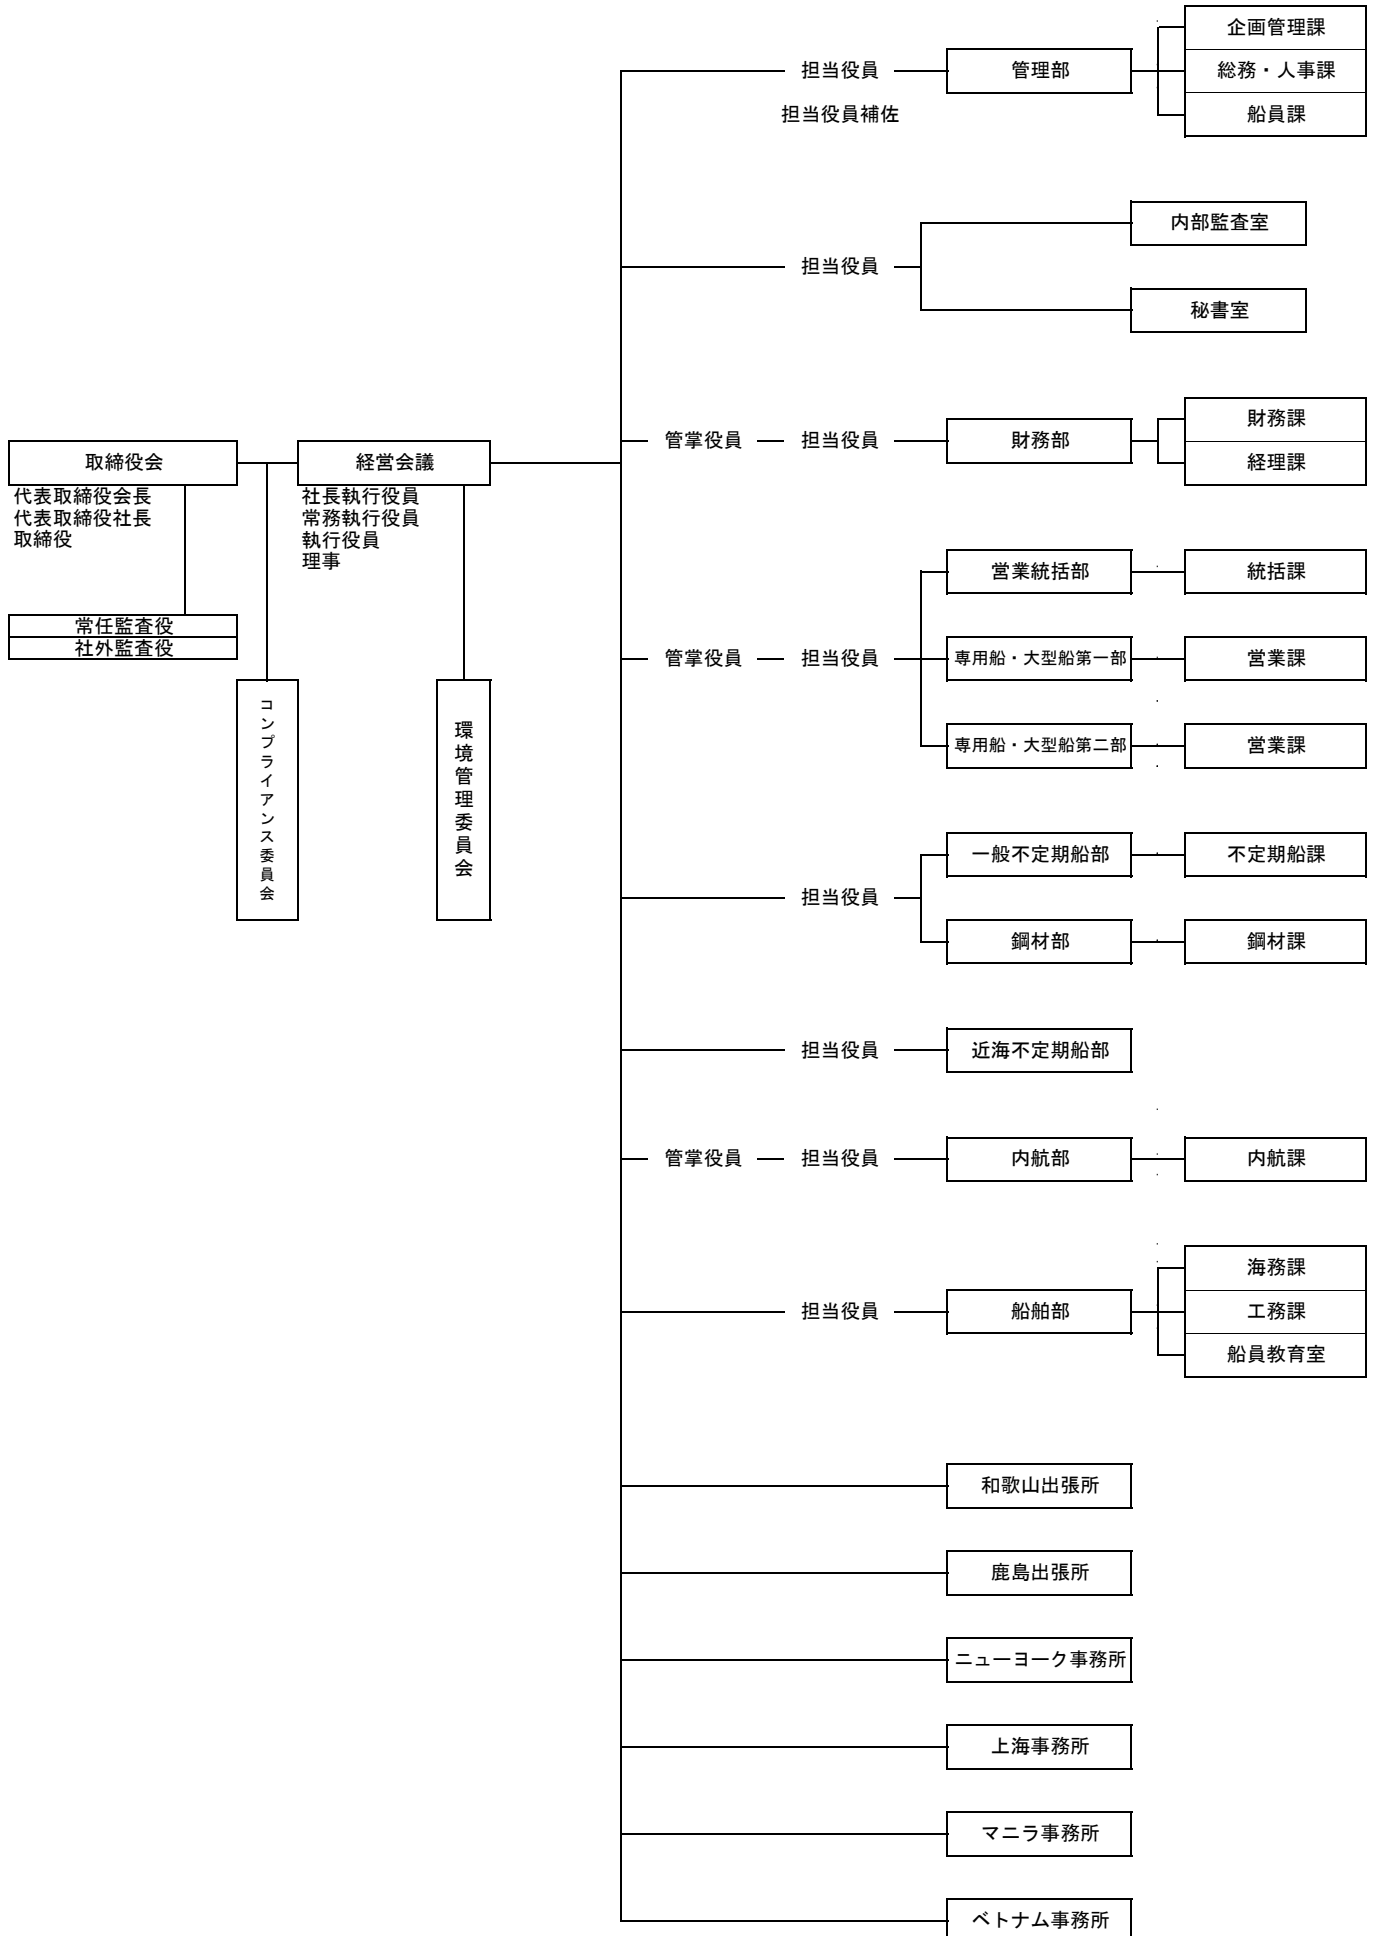 企画管理課
担当役員
管理部
総務・人事課
担当役員補佐
船員課
内部監査室
担当役員
秘書室
財務課
管掌役員
担当役員
財務部
取締役会
経営会議
経理課
代表取締役会長
代表取締役社長
取締役
社長執行役員
常務執行役員
執行役員
理事
常任監査役
社外監査役
コンプライアンス委員会
環境管理委員会
営業統括部
統括課
管掌役員
担当役員
専用船・大型船第一部
営業課
専用船・大型船第二部
営業課
一般不定期船部
不定期船課
担当役員
鋼材部
鋼材課
担当役員
近海不定期船部
管掌役員
担当役員
内航部
内航課
海務課
担当役員
船舶部
工務課
船員教育室
和歌山出張所
鹿島出張所
ニューヨーク事務所
上海事務所
マニラ事務所
ベトナム事務所